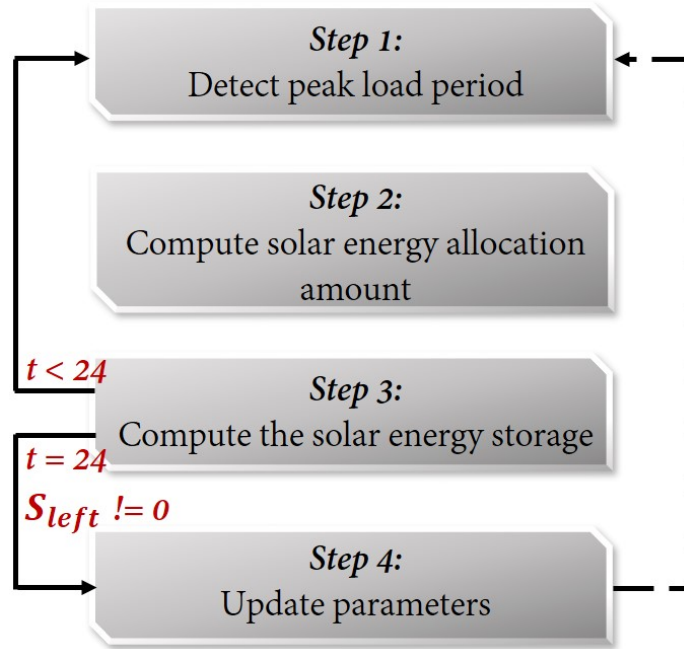 Step 1:
Detect peak load period
Step 2:
Compute solar energy allocation
amount
t < 24
Step 3:
Compute the solar energy storage
t = 24
S_left != 0
Step 4:
Update parameters